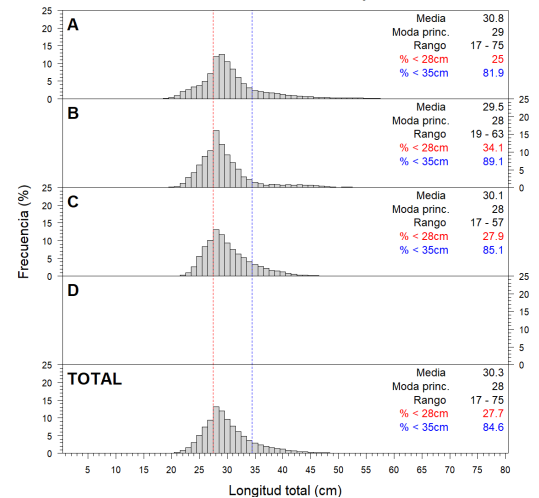 25
20
15
10
5
0
A
Media 30.8
Moda princ. 29
Rango 17 - 75
% < 28cm 25
% < 35cm 81.9
B
Media 29.5
Moda princ. 28
Rango 19 - 63
% < 28cm 34.1
% < 35cm 89.1
25
20
15
10
5
0
Frecuencia (%)
25
20
15
10
5
0
C
Media 30.1
Moda princ. 28
Rango 17 - 57
% < 28cm 27.9
% < 35cm 85.1
D
25
20
15
10
5
0
25
20
15
10
5
0
TOTAL
Media 30.3
Moda princ. 28
Rango 17 - 75
% < 28cm 27.7
% < 35cm 84.6
5 10 15 20 25 30 35 40 45 50 55 60 65 70 75 80
Longitud total (cm)